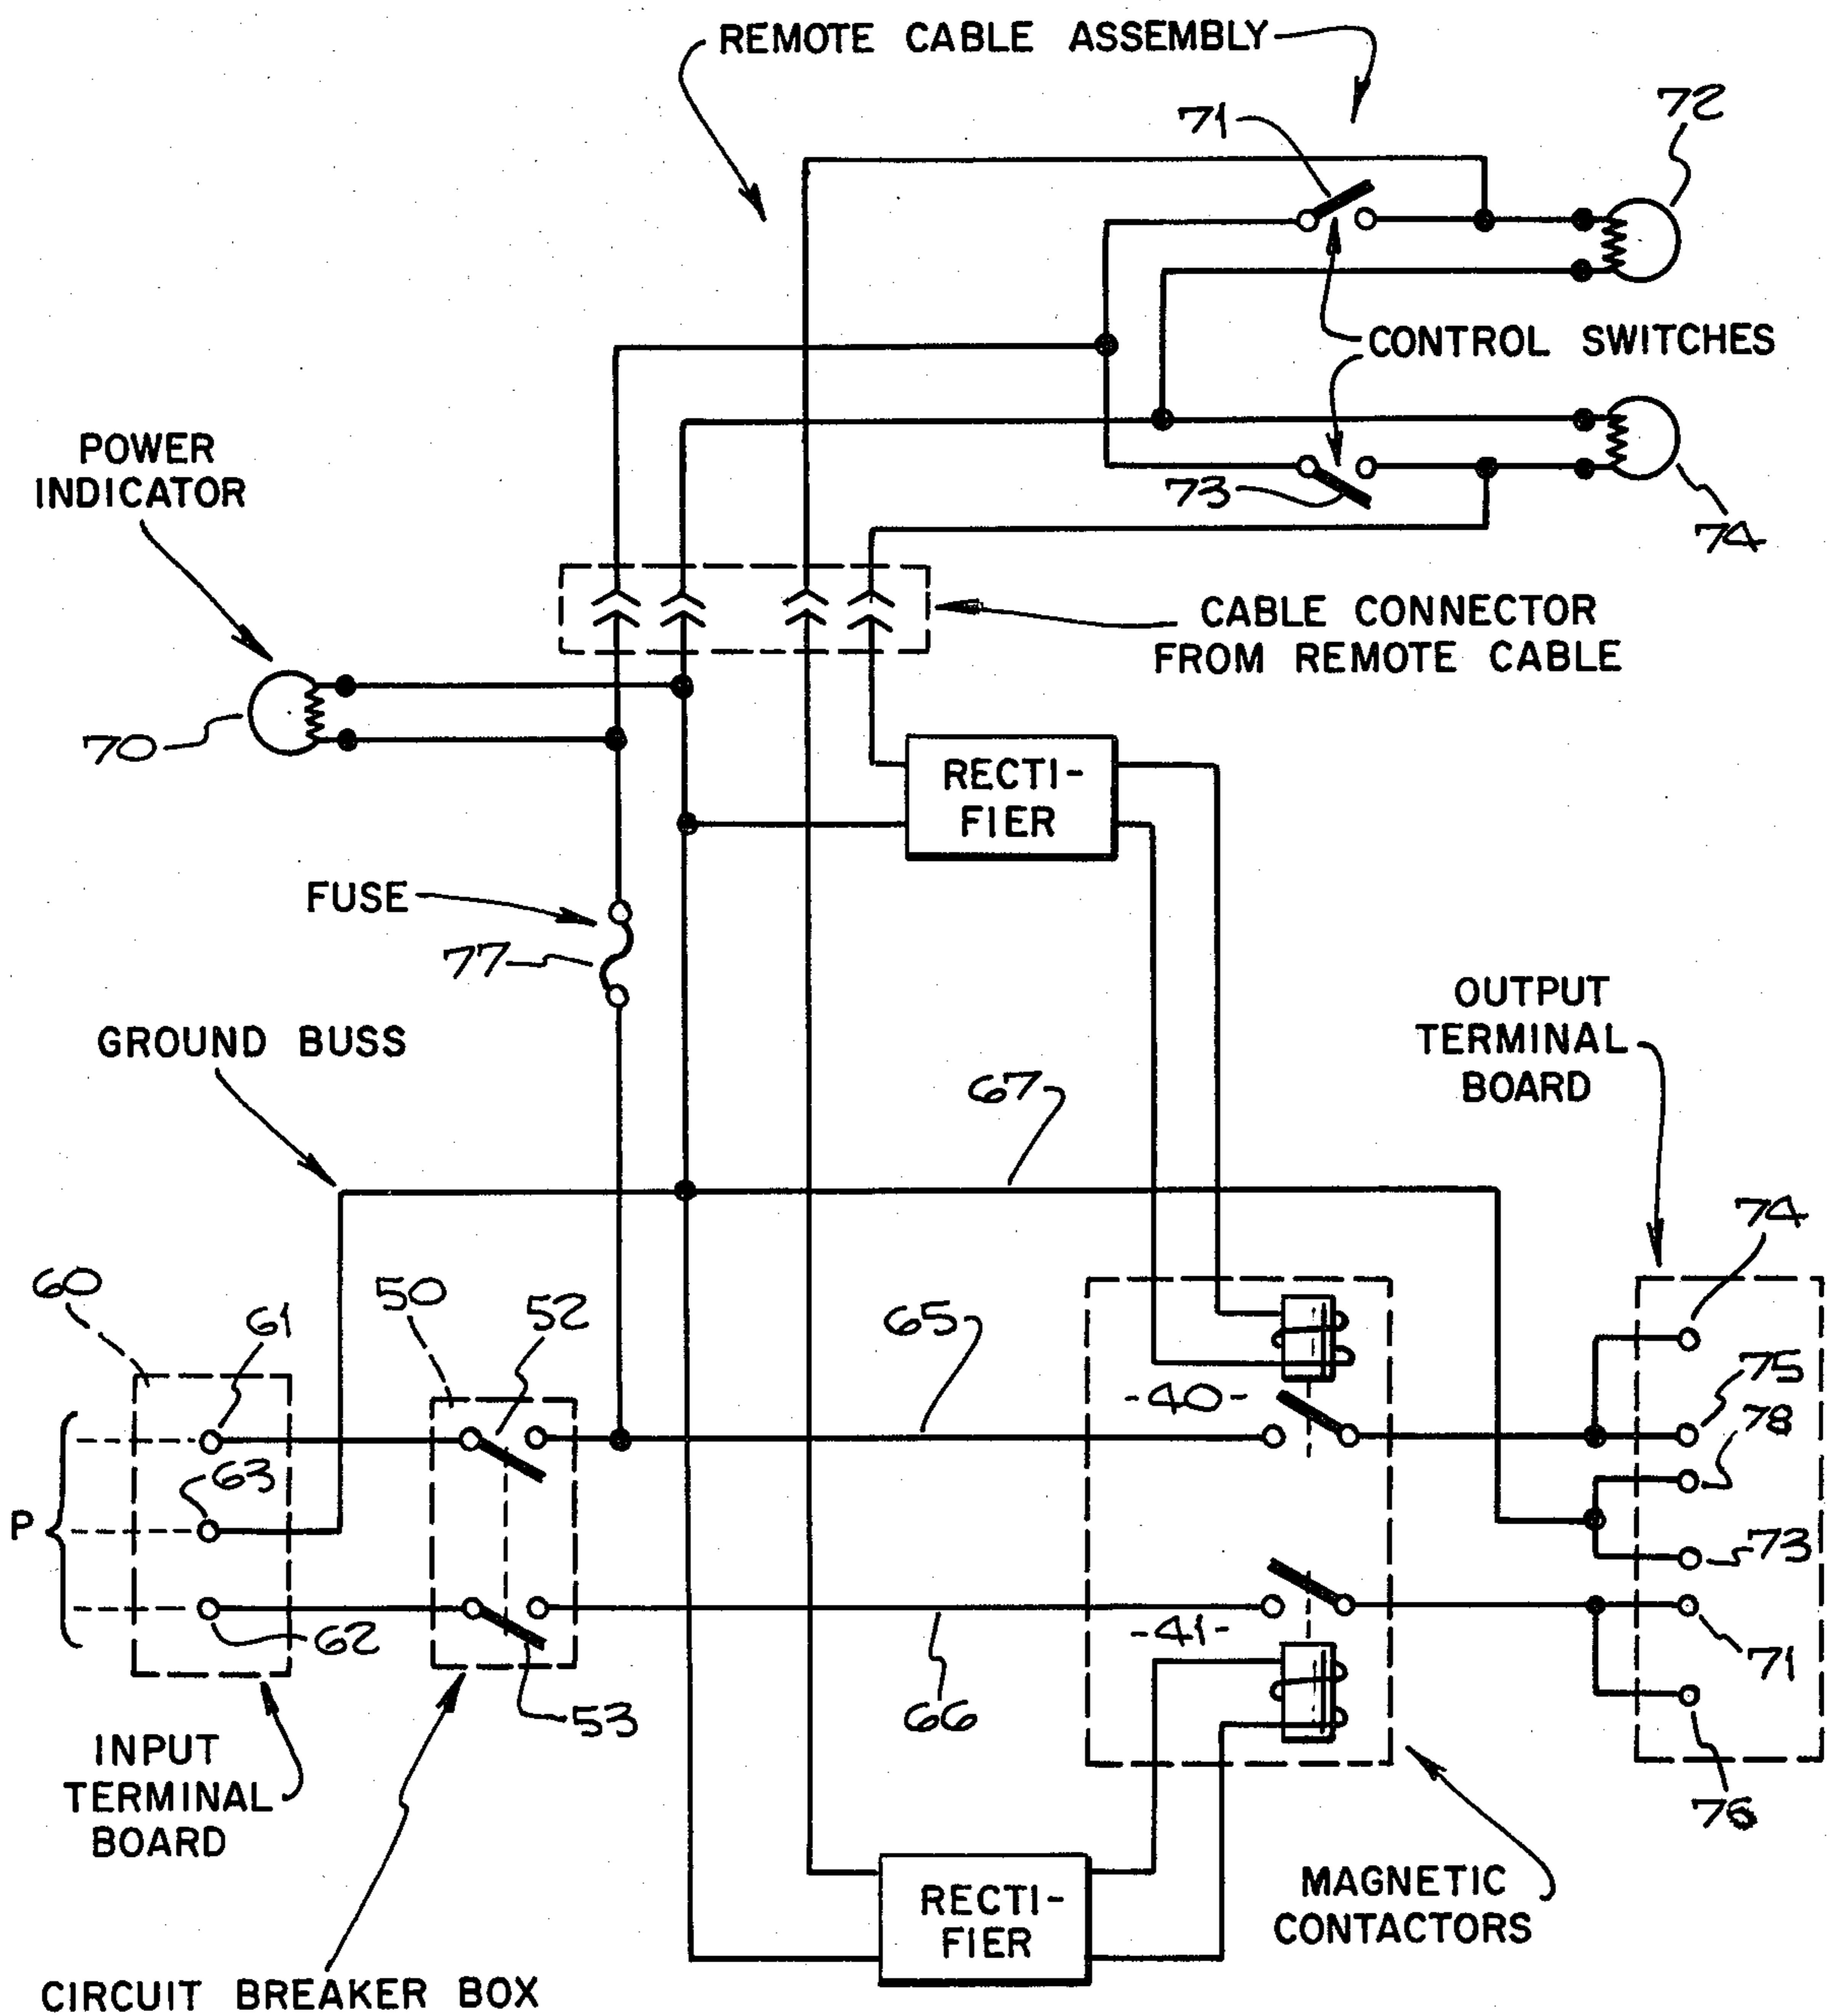 REMOTE CABLE ASSEMBLY
71
72
CONTROL SWITCHES
POWER
INDICATOR
73
74
CABLE CONNECTOR
FROM REMOTE CABLE
70
RECTI-
FIER
FUSE
77
OUTPUT
TERMINAL
BOARD
GROUND BUSS
67
74
60
61
50
52
65
75
78
-40-
63
P
73
62
-41-
71
53
66
76
INPUT
TERMINAL
BOARD
RECTI-
FIER
MAGNETIC
CONTACTORS
CIRCUIT BREAKER BOX